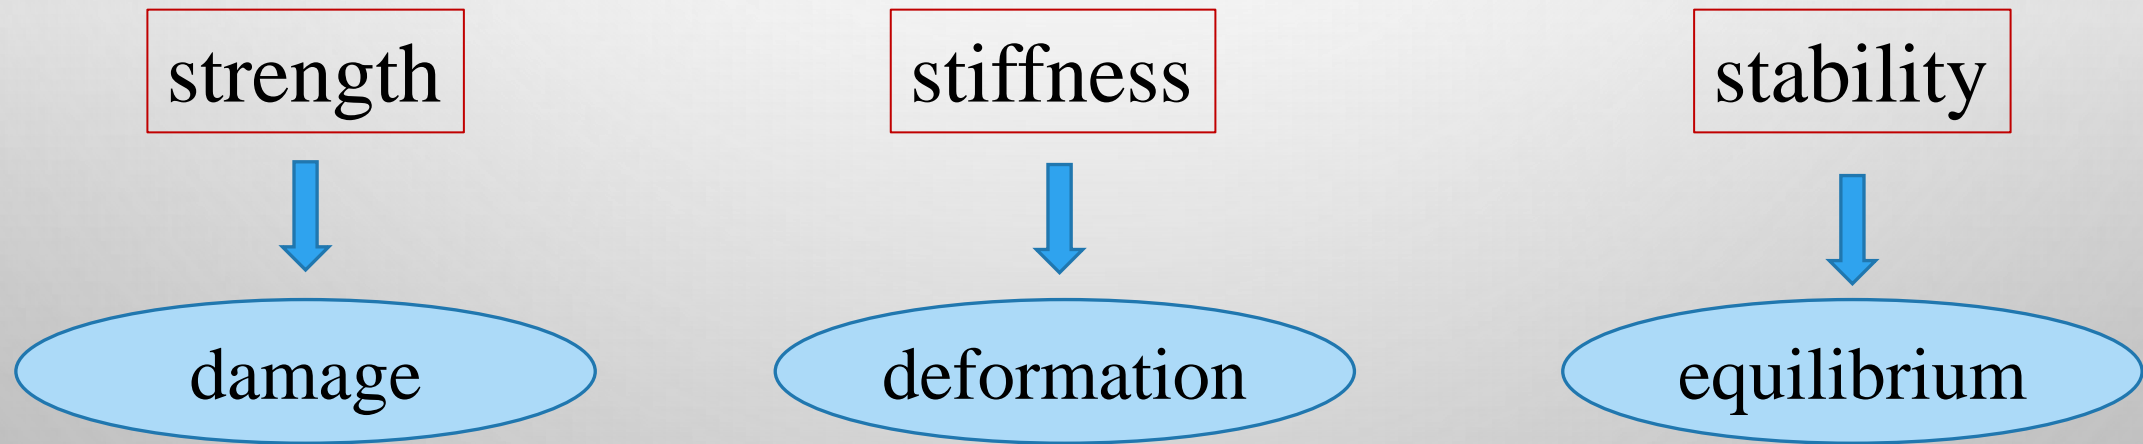 strength
stiffness
stability
damage
deformation
equilibrium